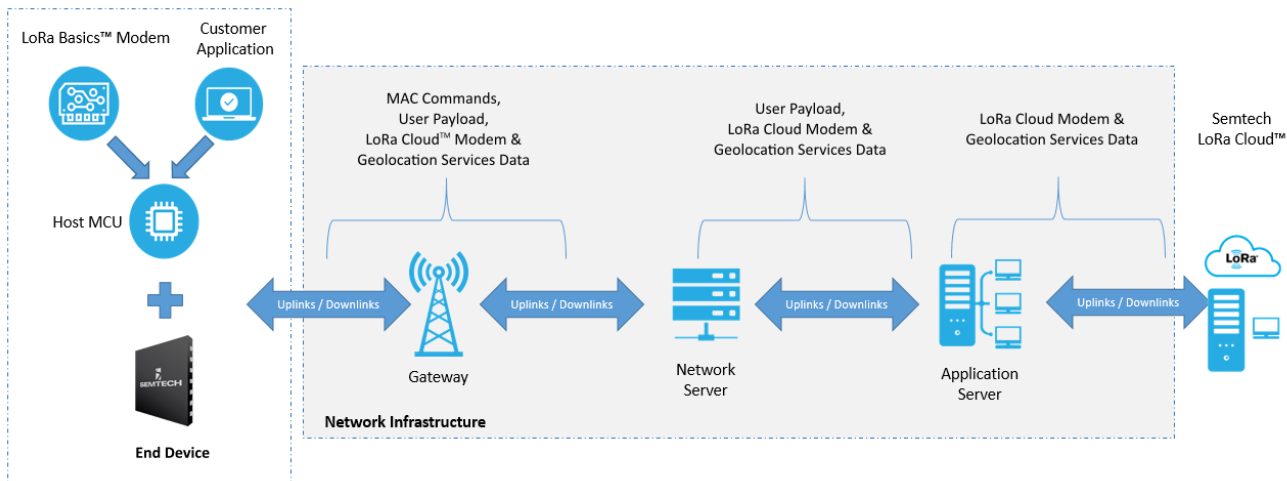 LoRa Basics™ Modem
Customer
Application
Host MCU
SEMTECH
End Device
MAC Commands,
User Payload,
LoRa Cloud™ Modem &
Geolocation Services Data
User Payload,
LoRa Cloud Modem &
Geolocation Services Data
LoRa Cloud Modem &
Geolocation Services Data
Semtech
LoRa Cloud™
LoRa
Uplinks / Downlinks
Uplinks / Downlinks
Uplinks / Downlinks
Uplinks / Downlinks
Gateway
Network
Server
Application
Server
Network Infrastructure